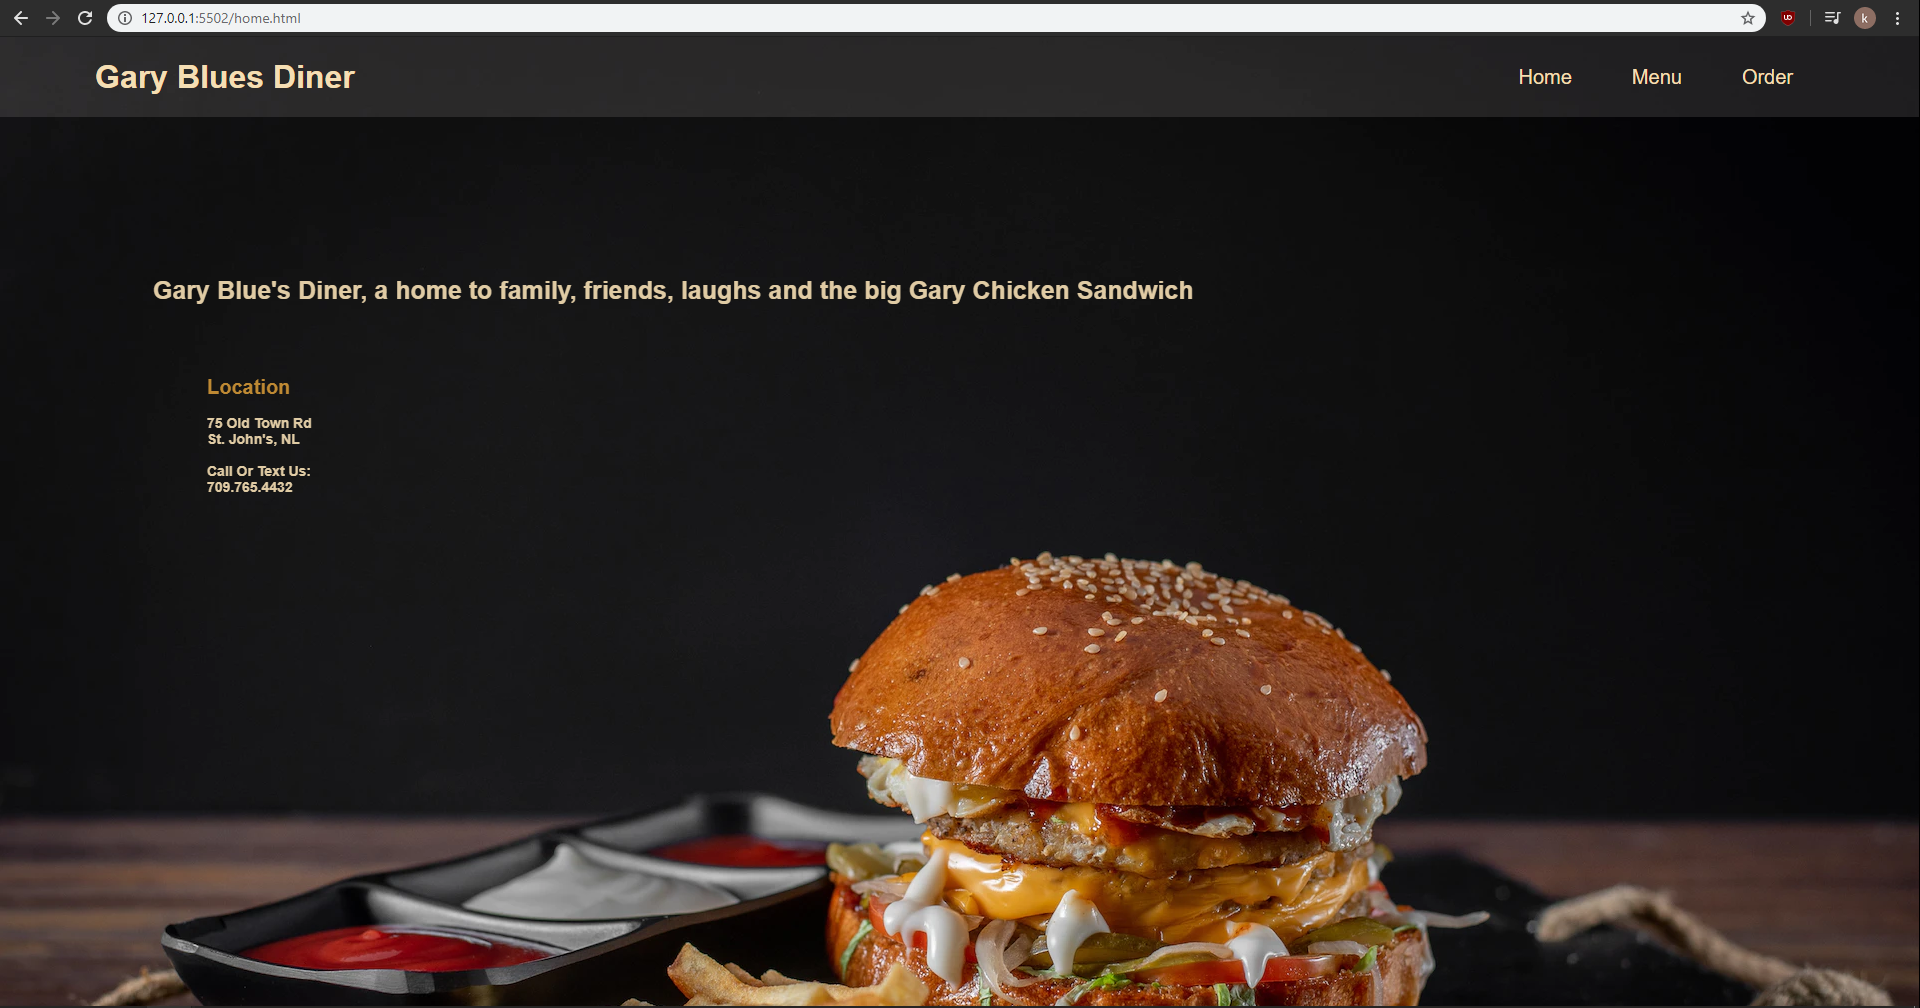 127.0.0.1:5502/home.html
k
Gary Blues Diner
Home Menu Order
Gary Blue's Diner, a home to family, friends, laughs and the big Gary Chicken Sandwich
Location
75 Old Town Rd
St. John's, NL
Call Or Text Us:
709.765.4432